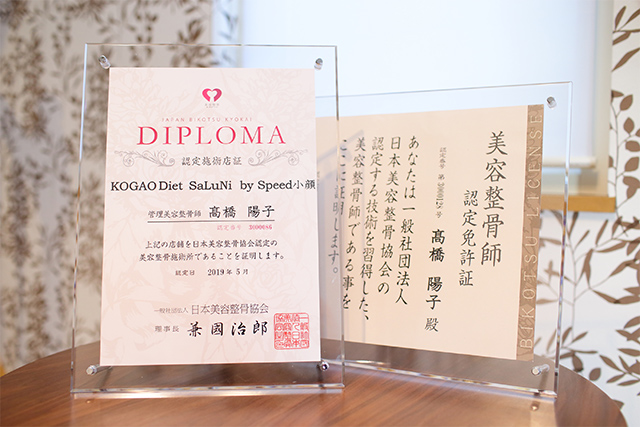 JAPAN BIKOTSU KYOKAI
DIPLOMA
認定施術店証
KOGAO Diet SaLuNi by Speed小顔
管理美容整骨師 髙橋 陽子
認定番号 3000086
上記の店舗を日本美容整骨協会認定の
美容整骨施術所であることを証明します。
認定日 2019年5月
一般社団法人 日本美容整骨協会
理事長 兼國治郎
美容整骨師
認定免許証
髙橋 陽子 殿
あなたは一般社団法人
日本美容整骨協会の
認定する技術を習得した、
美容整骨師である事を
ここに証明します。
BIKOTSU LICENSE